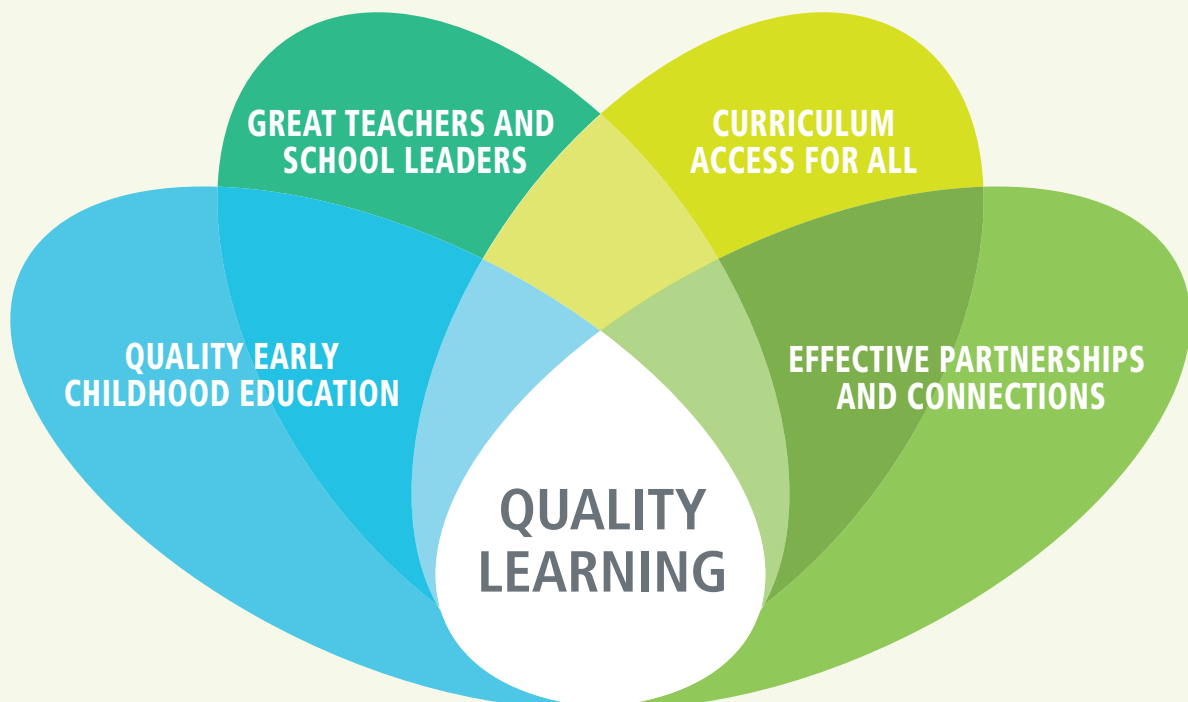 GREAT TEACHERS AND
SCHOOL LEADERS
CURRICULUM
ACCESS FOR ALL
QUALITY EARLY
CHILDHOOD EDUCATION
EFFECTIVE PARTNERSHIPS
AND CONNECTIONS
QUALITY
LEARNING